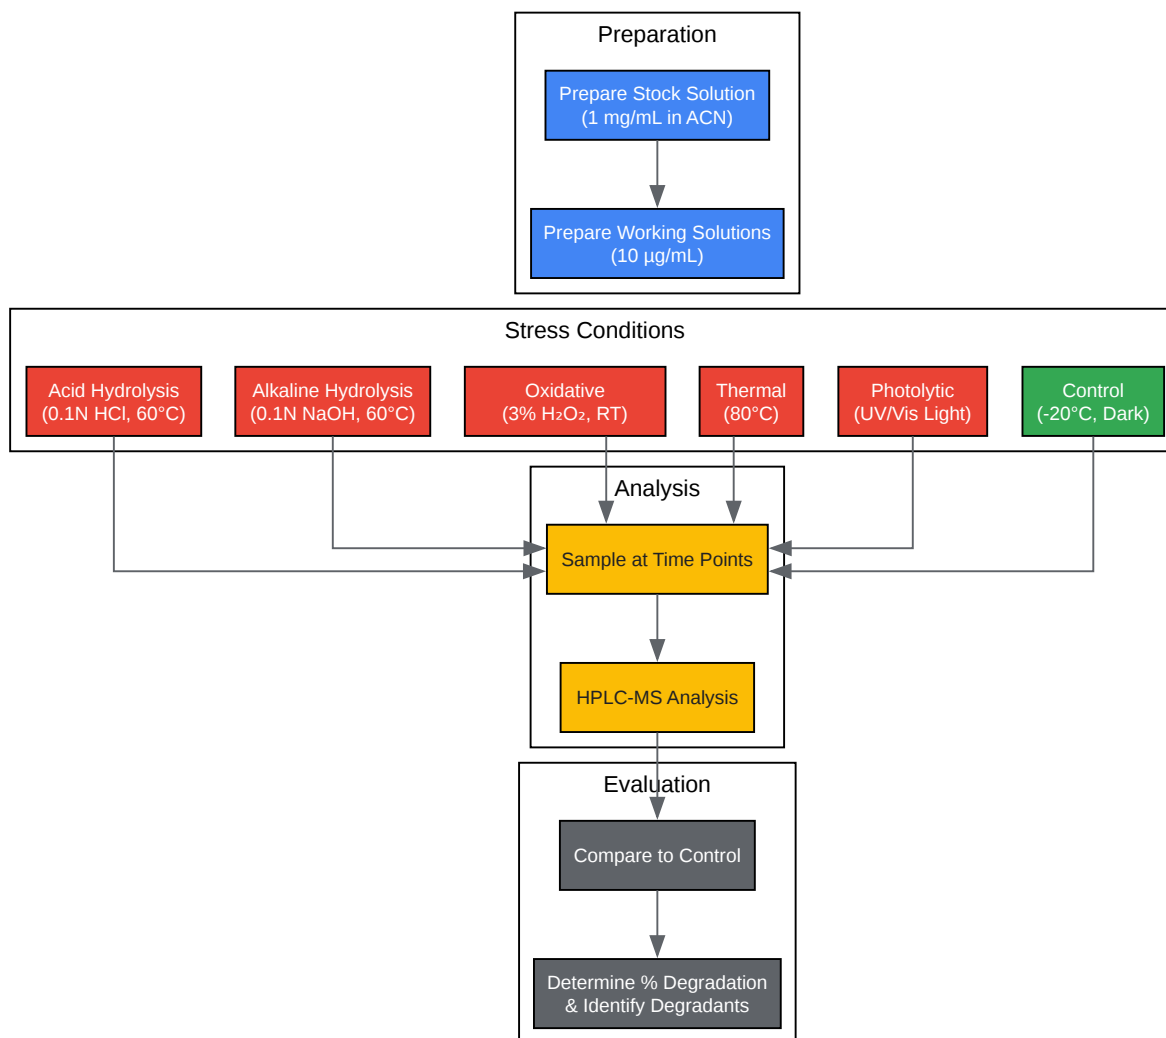 Preparation
Prepare Stock Solution
(1 mg/mL in ACN)
Prepare Working Solutions
(10 µg/mL)
Stress Conditions
Acid Hydrolysis
(0.1N HCl, 60°C)
Alkaline Hydrolysis
(0.1N NaOH, 60°C)
Oxidative
(3% H₂O₂, RT)
Thermal
(80°C)
Photolytic
(UV/Vis Light)
Control
(-20°C, Dark)
Analysis
Sample at Time Points
HPLC-MS Analysis
Evaluation
Compare to Control
Determine % Degradation
& Identify Degradants